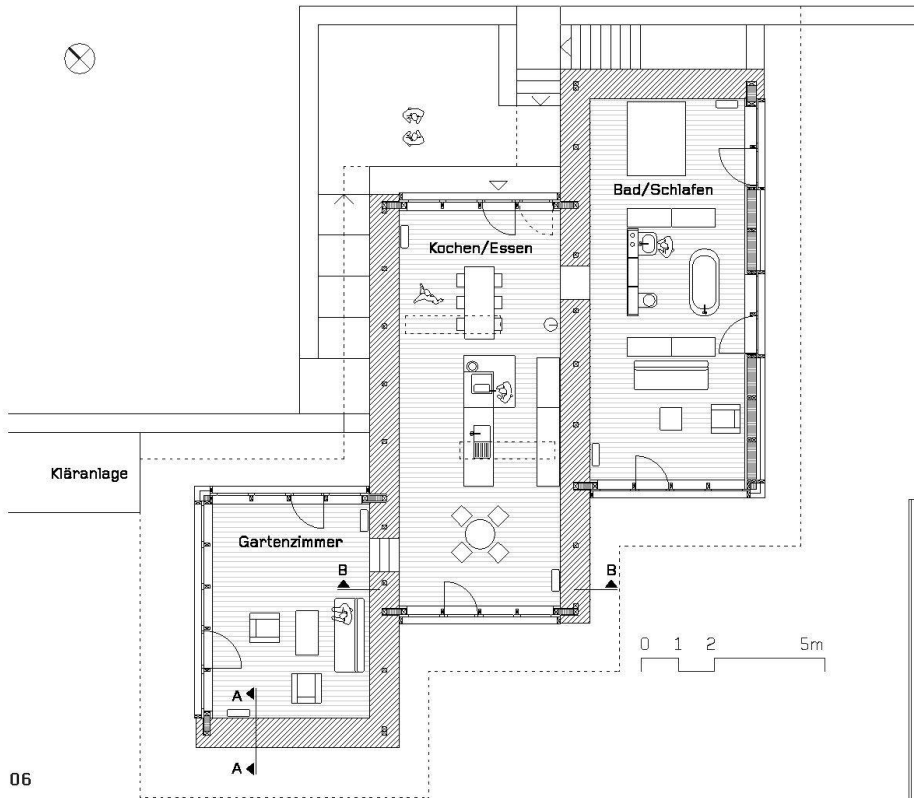 Bad/Schlafen
Kochen/Essen
Kläranlage
Gartenzimmer
B
B
0 1 2 5m
A
A
06